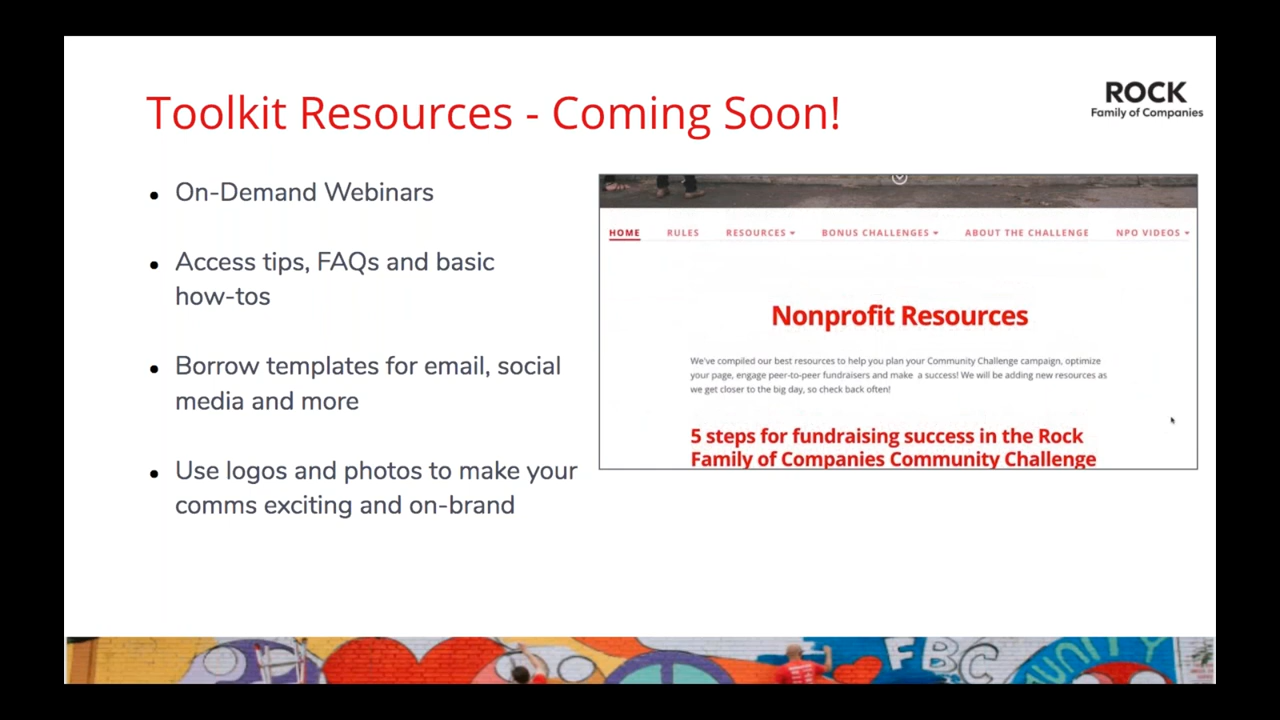 Toolkit Resources - Coming Soon!
ROCK
Family of Companies
On-Demand Webinars
Access tips, FAQs and basic
how-tos
Borrow templates for email, social
media and more
Use logos and photos to make your
comms exciting and on-brand
HOME RULES RESOURCES BONUS CHALLENGES ABOUT THE CHALLENGE NPO VIDEOS
Nonprofit Resources
We've compiled our best resources to help you plan your Community Challenge campaign, optimize
your page, engage peer-to-peer fundraisers and make a success! We will be adding new resources as
we get closer to the big day, so check back often!
5 steps for fundraising success in the Rock
Family of Companies Community Challenge
FBC
MUNITY